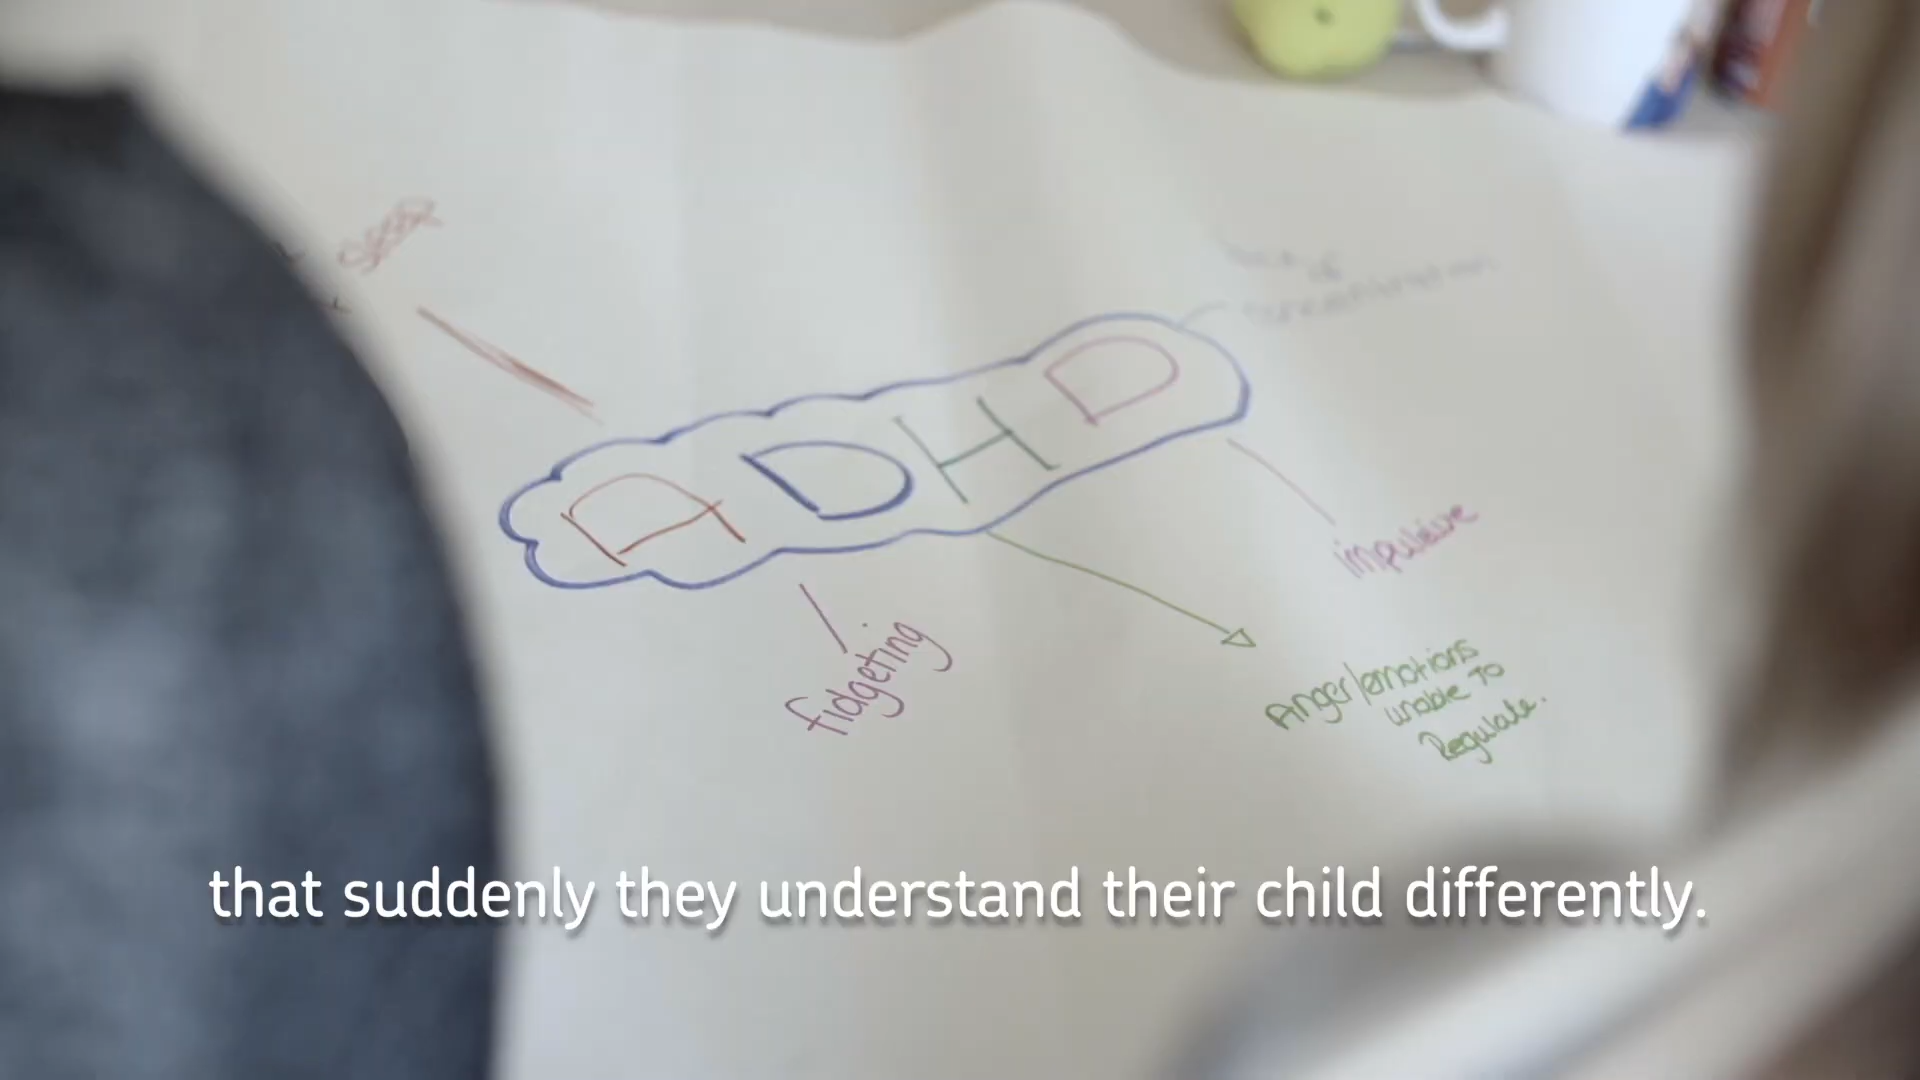 ADHD
impulsive
fidgeting
Anger/emotions
unable to
Regulate.
that suddenly they understand their child differently.